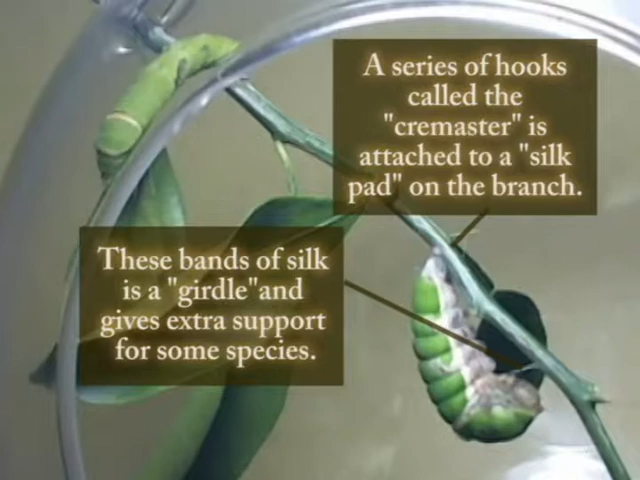 A series of hooks
called the
"cremaster" is
attached to a "silk
pad" on the branch.
These bands of silk
is a "girdle"and
gives extra support
for some species.